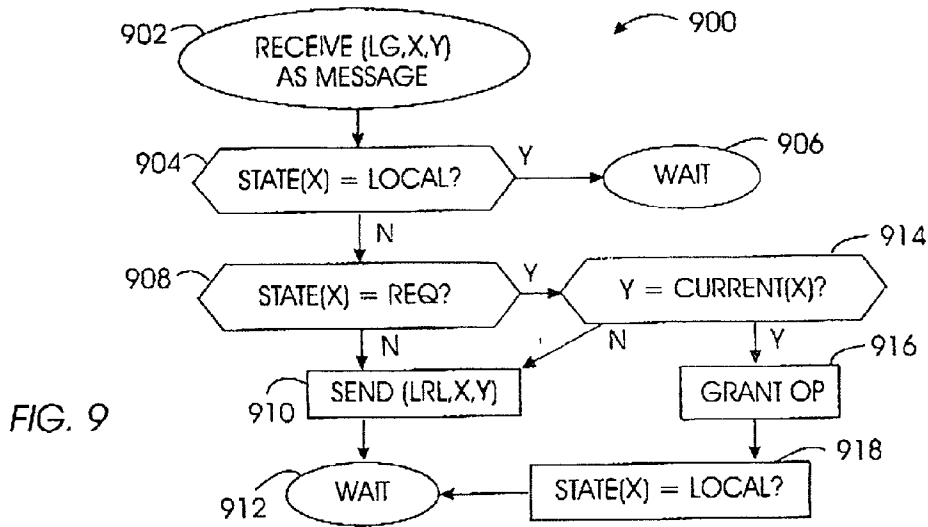 902
RECEIVE (LG,X,Y)
AS MESSAGE
900
904
STATE(X) = LOCAL?
Y
906
WAIT
N
908
STATE(X) = REQ?
Y
914
Y = CURRENT(X)?
N
N
Y
910
SEND (LRL,X,Y)
916
GRANT OP
FIG. 9
912
WAIT
918
STATE(X) = LOCAL?